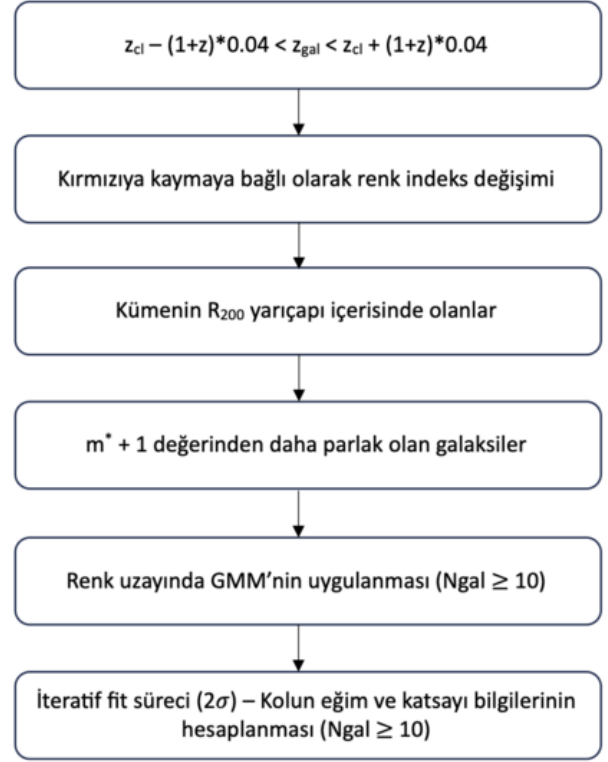 z_cl – (1+z)*0.04 < z_gal < z_cl + (1+z)*0.04
Kırmızıya kaymaya bağlı olarak renk indeks değişimi
Kümenin R_200 yarıçapı içerisinde olanlar
m* + 1 değerinden daha parlak olan galaksiler
Renk uzayında GMM’nin uygulanması (Ngal ≥ 10)
İteratif fit süreci (2σ) – Kolun eğim ve katsayı bilgilerinin
hesaplanması (Ngal ≥ 10)